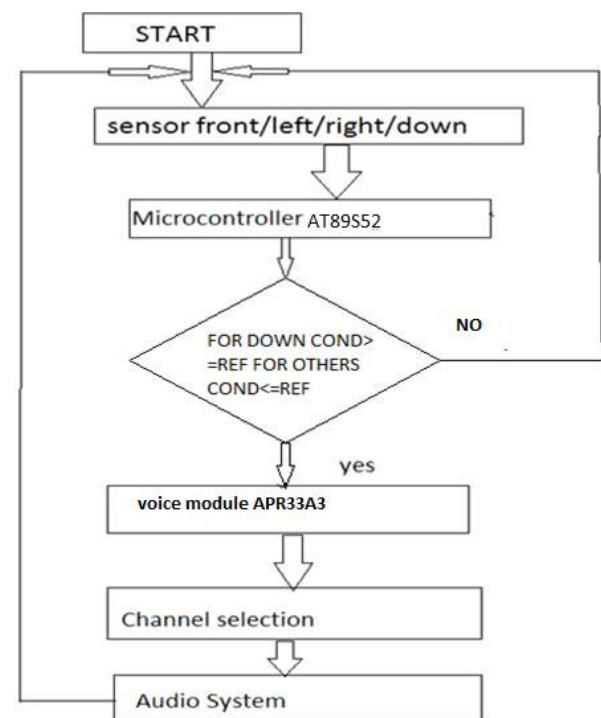 START
sensor front/left/right/down
Microcontroller AT89S52
FOR DOWN COND>
=REF FOR OTHERS
COND<=REF
NO
yes
voice module APR33A3
Channel selection
Audio System